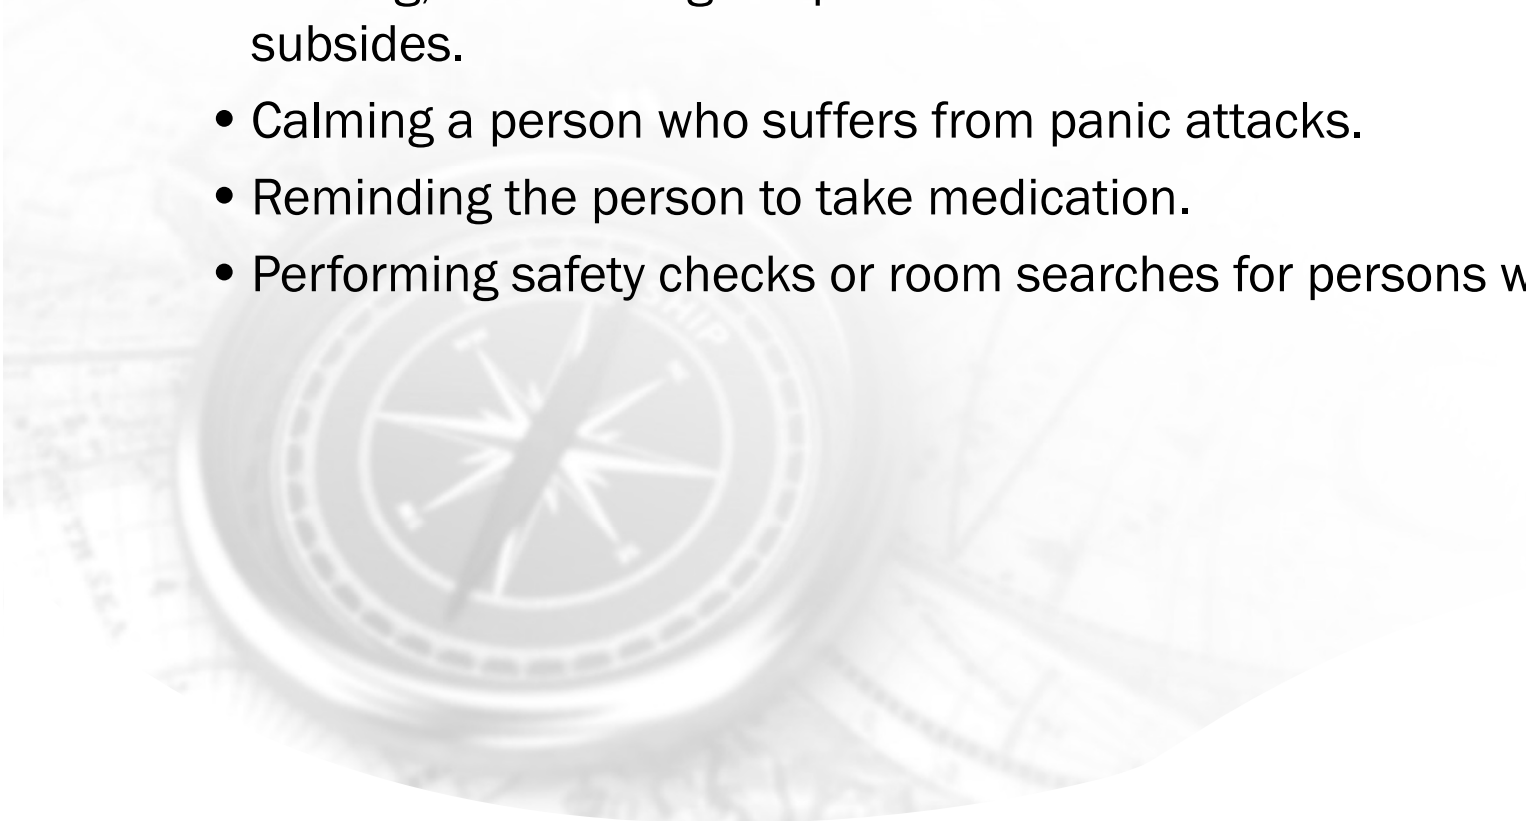 subsides.
• Calming a person who suffers from panic attacks.
• Reminding the person to take medication.
• Performing safety checks or room searches for persons
SHIP